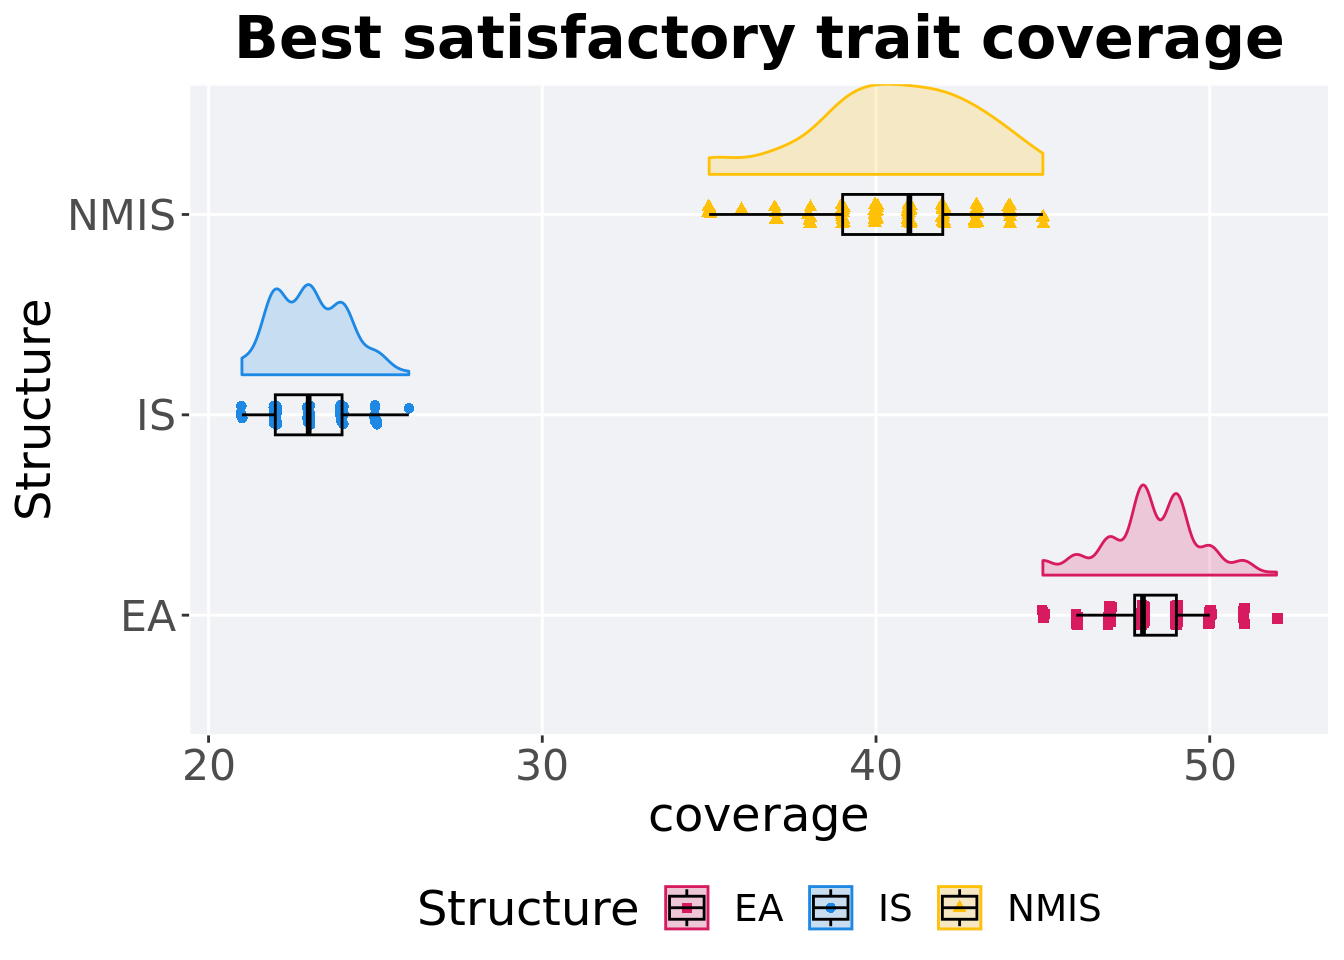 Best satisfactory trait coverage
Structure
NMIS
IS
EA
20 30 40 50
coverage
Structure EA IS NMIS